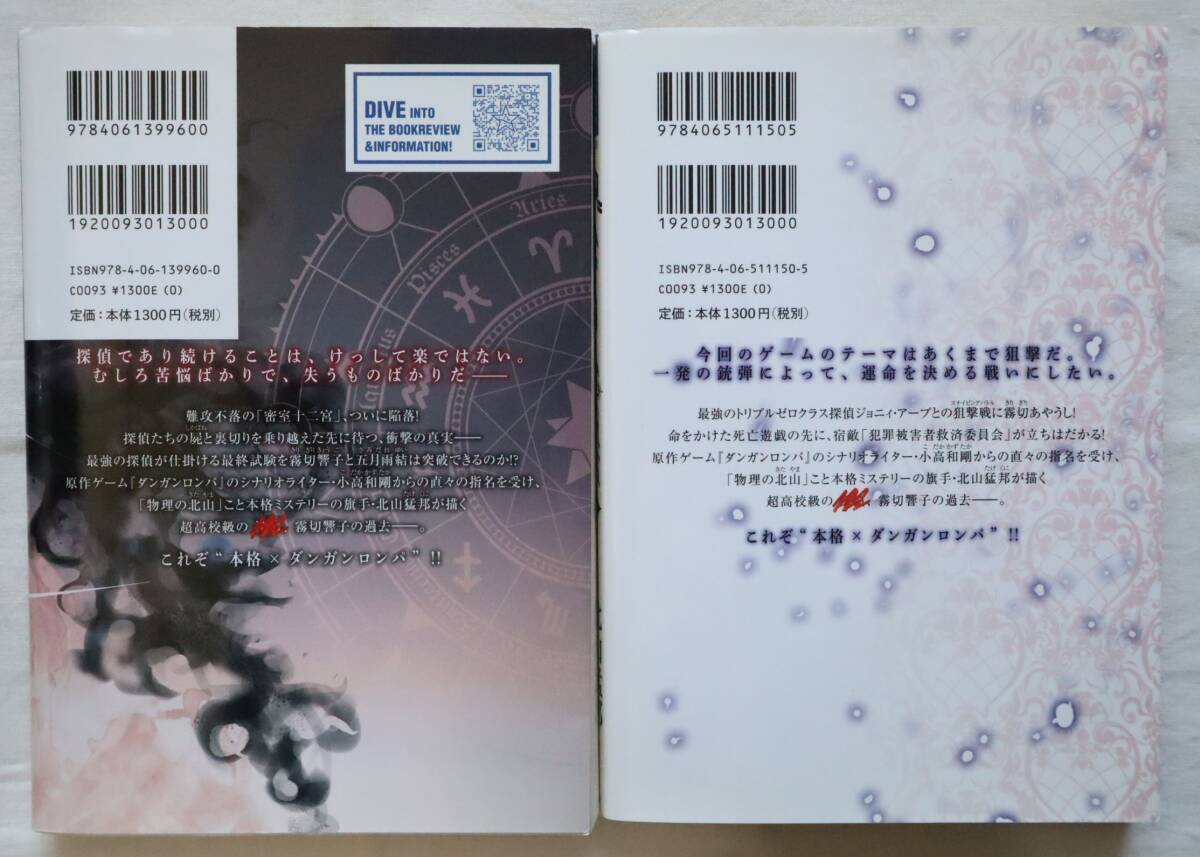 9784061399600
1920093013000
ISBN978-4-06-139960-0
C0093 ¥1300E (0)
定価：本体1300円（税別）
DIVE INTO
THE BOOKREVIEW
&INFORMATION!
Aries
Pisces
探偵であり続けることは、けっして楽ではない。
むしろ苦悩ばかりで、失うものばかりだ――
難攻不落の「密室十二宮」、ついに陥落！
探偵たちの屍と裏切りを乗り越えた先に待つ、衝撃の真実――
最強の探偵が仕掛ける最終試験を霧切響子と五月雨結は突破できるのか!?
原作ゲーム『ダンガンロンパ』のシナリオライター・小高和剛からの直々の指名を受け、
「物理の北山」こと本格ミステリーの旗手・北山猛邦が描く
超高校級の 霧切響子の過去――。
これぞ“本格×ダンガンロンパ”!!
9784065111505
1920093013000
ISBN978-4-06-511150-5
C0093 ¥1300E (0)
定価：本体1300円（税別）
今回のゲームのテーマはあくまで狙撃だ。
一発の銃弾によって、運命を決める戦いにしたい。
最強のトリプルゼロクラス探偵ジョニィ・アープとの狙撃戦に霧切あやうし！
命をかけた死亡遊戯の先に、宿敵「犯罪被害者救済委員会」が立ちはだかる！
原作ゲーム『ダンガンロンパ』のシナリオライター・小高和剛からの直々の指名を受け、
「物理の北山」こと本格ミステリーの旗手・北山猛邦が描く
超高校級の 霧切響子の過去――。
これぞ“本格×ダンガンロンパ”!!